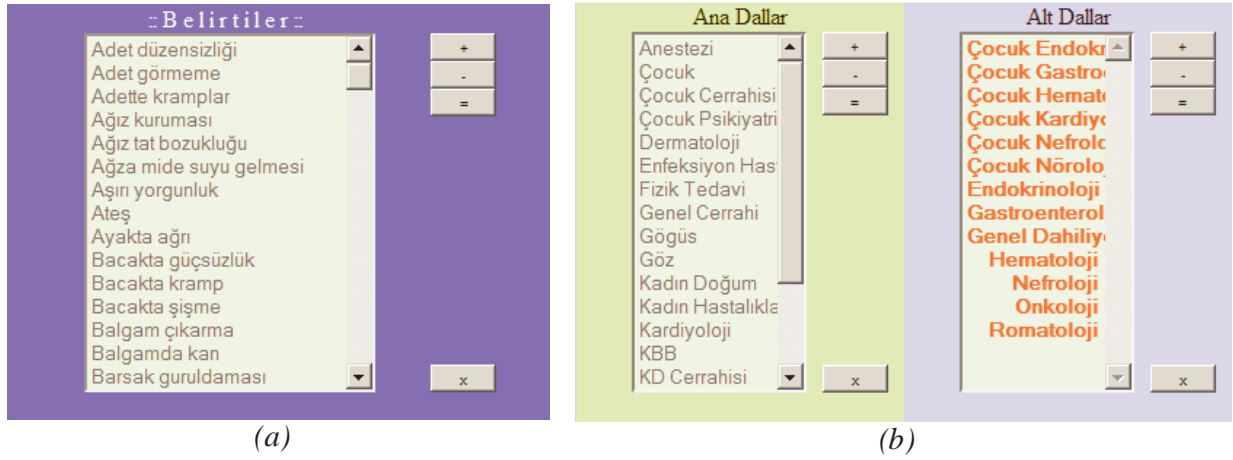 :: B e l i r t i l e r ::
Adet düzensizliği
Adet görmeme
Adette kramplar
Ağız kuruması
Ağız tat bozukluğu
Ağza mide suyu gelmesi
Aşırı yorgunluk
Ateş
Ayakta ağrı
Bacakta güçsüzlük
Bacakta kramp
Bacakta şişme
Balgam çıkarma
Balgamda kan
Barsak guruldaması
+
-
=
x
(a)
Ana Dallar
Anestezi
Çocuk
Çocuk Cerrahisi
Çocuk Psikiyatri
Dermatoloji
Enfeksiyon Has
Fizik Tedavi
Genel Cerrahi
Gögüs
Göz
Kadın Doğum
Kadın Hastalıkla
Kardiyoloji
KBB
KD Cerrahisi
+
-
=
x
Alt Dallar
Çocuk Endokr
Çocuk Gastro
Çocuk Hemat
Çocuk Kardiy
Çocuk Nefrolo
Çocuk Nörolo
Endokrinoloji
Gastroenterol
Genel Dahiliy
Hematoloji
Nefroloji
Onkoloji
Romatoloji
+
-
=
x
(b)